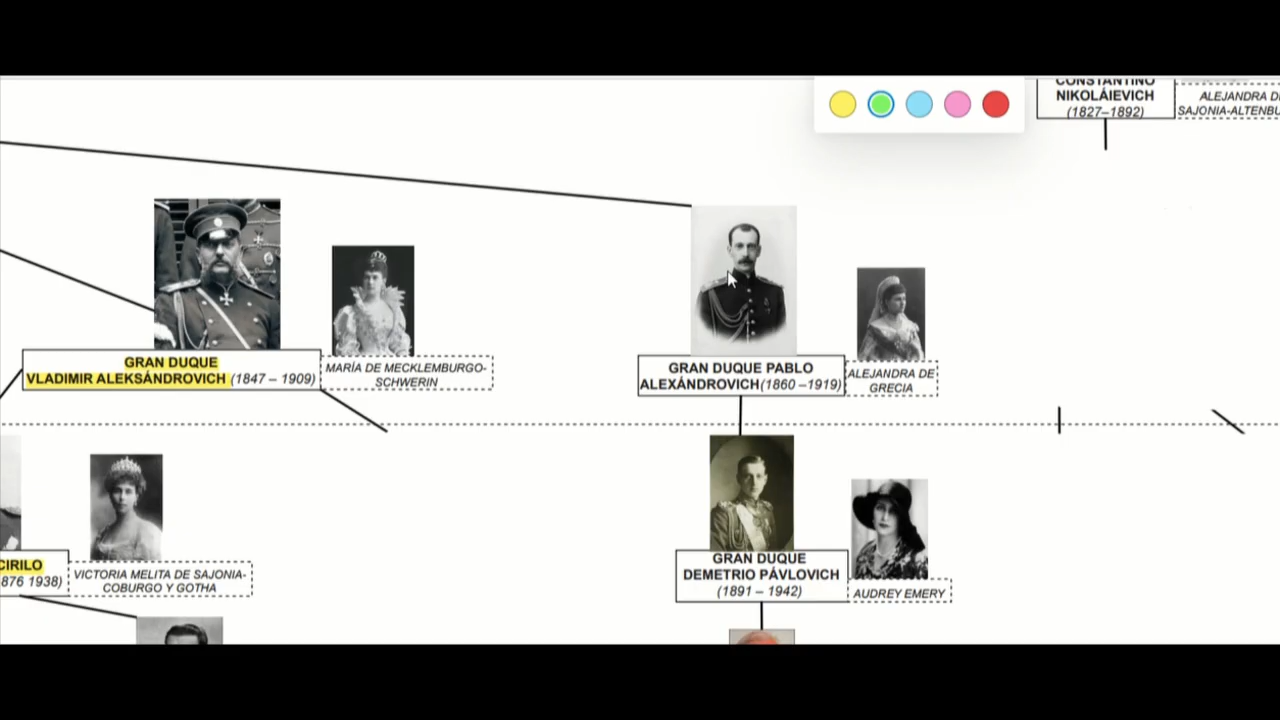 CONSTANTINO
NIKOLÁIEVICH
(1827–1892)
ALEJANDRA
SAJONIA-ALTENBU
GRAN DUQUE
VLADIMIR ALEKSÁNDROVICH (1847 – 1909)
MARÍA DE MECKLEMBURGO-
SCHWERIN
GRAN DUQUE PABLO
ALEXÁNDROVICH(1860 –1919)
ALEJANDRA DE
GRECIA
CIRILO
876 1938)
VICTORIA MELITA DE SAJONIA-
COBURGO Y GOTHA
GRAN DUQUE
DEMETRIO PÁVLOVICH
(1891 – 1942)
AUDREY EMERY